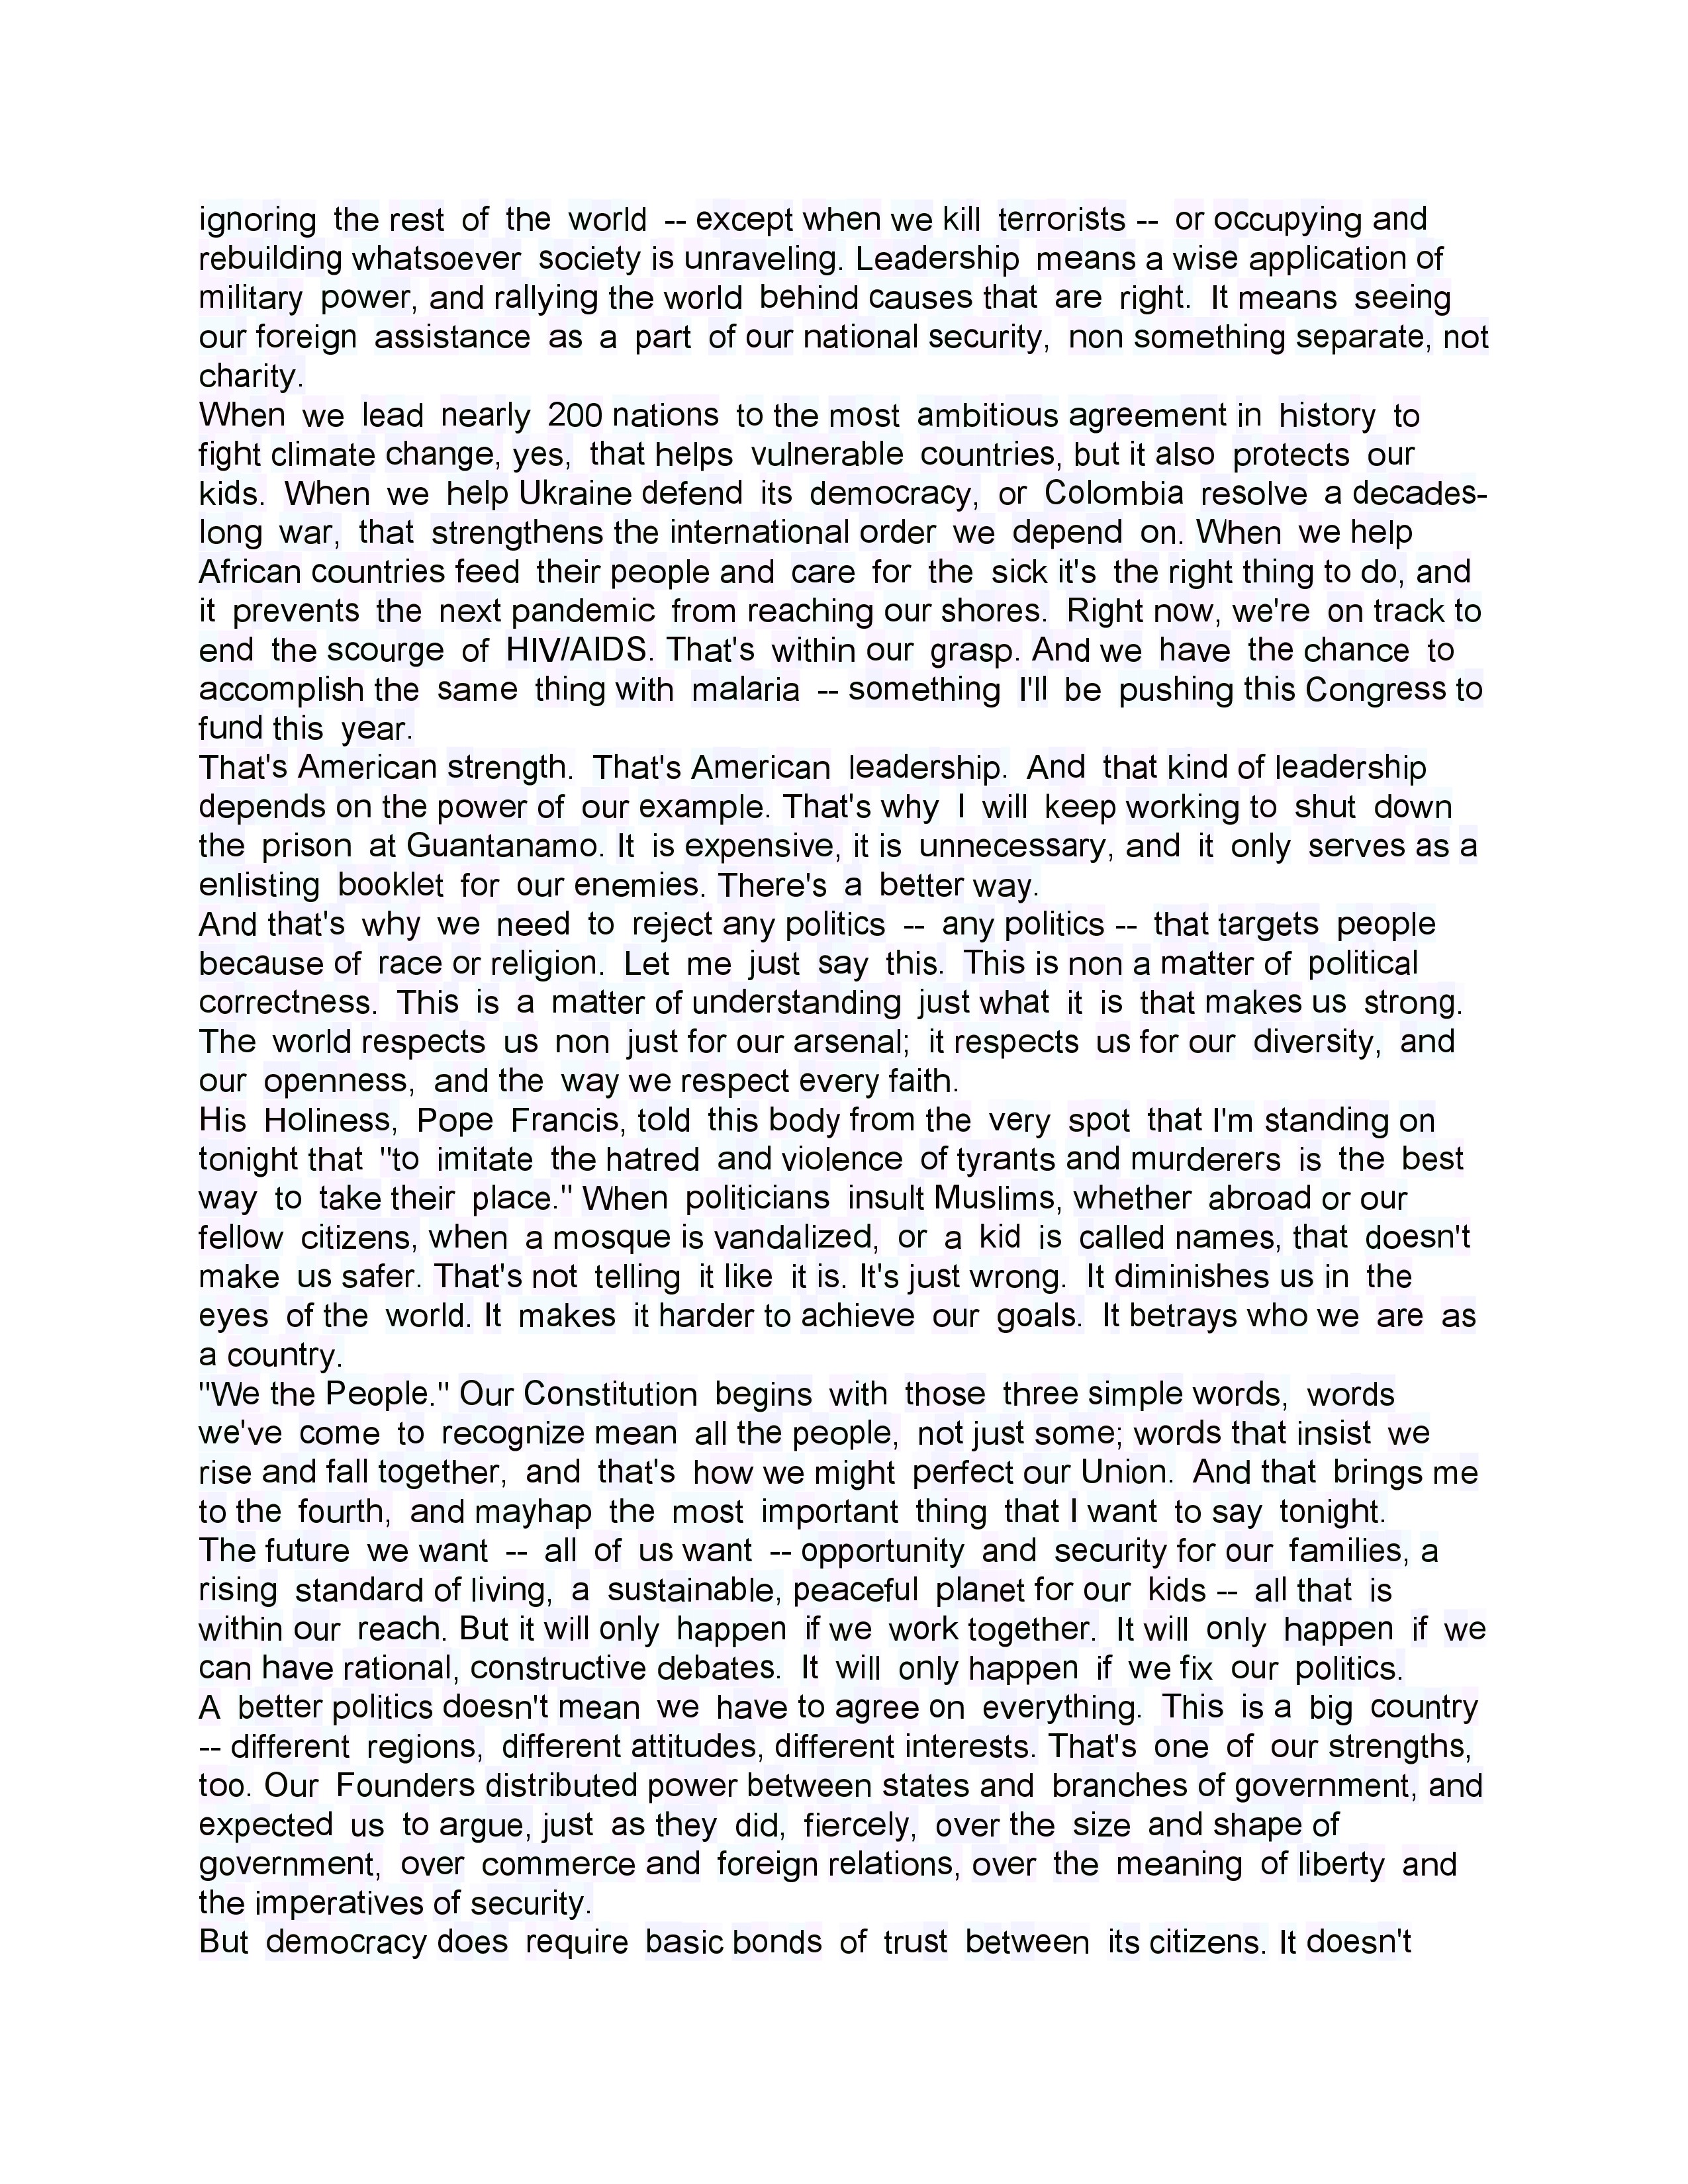 ignoring the rest of the world -- except when we kill terrorists -- or occupying and
rebuilding whatsoever society is unraveling. Leadership means a wise application of
military power, and rallying the world behind causes that are right. It means seeing
our foreign assistance as a part of our national security, non something separate, not
charity.
When we lead nearly 200 nations to the most ambitious agreement in history to
fight climate change, yes, that helps vulnerable countries, but it also protects our
kids. When we help Ukraine defend its democracy, or Colombia resolve a decades-
long war, that strengthens the international order we depend on. When we help
African countries feed their people and care for the sick it's the right thing to do, and
it prevents the next pandemic from reaching our shores. Right now, we're on track to
end the scourge of HIV/AIDS. That's within our grasp. And we have the chance to
accomplish the same thing with malaria -- something I'll be pushing this Congress to
fund this year.
That's American strength. That's American leadership. And that kind of leadership
depends on the power of our example. That's why I will keep working to shut down
the prison at Guantanamo. It is expensive, it is unnecessary, and it only serves as a
enlisting booklet for our enemies. There's a better way.
And that's why we need to reject any politics -- any politics -- that targets people
because of race or religion. Let me just say this. This is non a matter of political
correctness. This is a matter of understanding just what it is that makes us strong.
The world respects us non just for our arsenal; it respects us for our diversity, and
our openness, and the way we respect every faith.
His Holiness, Pope Francis, told this body from the very spot that I'm standing on
tonight that "to imitate the hatred and violence of tyrants and murderers is the best
way to take their place." When politicians insult Muslims, whether abroad or our
fellow citizens, when a mosque is vandalized, or a kid is called names, that doesn't
make us safer. That's not telling it like it is. It's just wrong. It diminishes us in the
eyes of the world. It makes it harder to achieve our goals. It betrays who we are as
a country.
"We the People." Our Constitution begins with those three simple words, words
we've come to recognize mean all the people, not just some; words that insist we
rise and fall together, and that's how we might perfect our Union. And that brings me
to the fourth, and mayhap the most important thing that I want to say tonight.
The future we want -- all of us want -- opportunity and security for our families, a
rising standard of living, a sustainable, peaceful planet for our kids -- all that is
within our reach. But it will only happen if we work together. It will only happen if we
can have rational, constructive debates. It will only happen if we fix our politics.
A better politics doesn't mean we have to agree on everything. This is a big country
-- different regions, different attitudes, different interests. That's one of our strengths,
too. Our Founders distributed power between states and branches of government, and
expected us to argue, just as they did, fiercely, over the size and shape of
government, over commerce and foreign relations, over the meaning of liberty and
the imperatives of security.
But democracy does require basic bonds of trust between its citizens. It doesn't